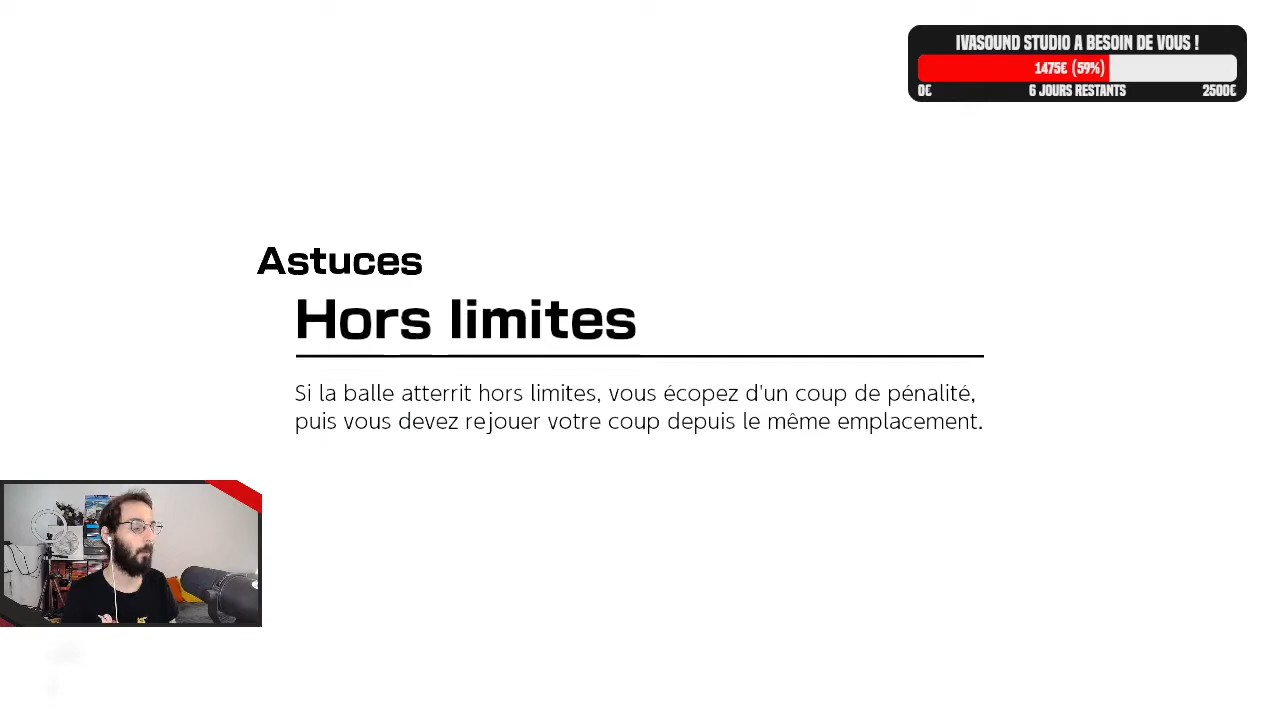 IVASOUND STUDIO A BESOIN DE VOUS !
1475€ (59%)
0€ 6 JOURS RESTANTS 2500€
Astuces
Hors limites
Si la balle atterrit hors limites, vous écopez d'un coup de pénalité,
puis vous devez rejouer votre coup depuis le même emplacement.